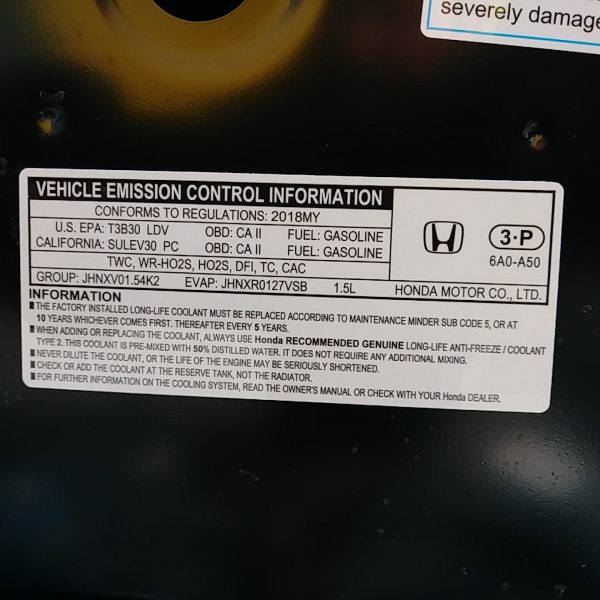 severely damage
VEHICLE EMISSION CONTROL INFORMATION
CONFORMS TO REGULATIONS: 2018MY
U.S. EPA: T3B30 LDV OBD: CA II FUEL: GASOLINE
CALIFORNIA: SULEV30 PC OBD: CA II FUEL: GASOLINE
TWC, WR-HO2S, HO2S, DFI, TC, CAC
GROUP: JHNXV01.54K2 EVAP: JHNXR0127VSB 1.5L
3·P
6A0-A50
HONDA MOTOR CO., LTD.
INFORMATION
THE FACTORY INSTALLED LONG-LIFE COOLANT MUST BE REPLACED ACCORDING TO MAINTENANCE MINDER SUB CODE 5, OR AT
10 YEARS WHICHEVER COMES FIRST. THEREAFTER EVERY 5 YEARS.
WHEN ADDING OR REPLACING THE COOLANT, ALWAYS USE Honda RECOMMENDED GENUINE LONG-LIFE ANTI-FREEZE / COOLANT
TYPE 2. THIS COOLANT IS PRE-MIXED WITH 50% DISTILLED WATER. IT DOES NOT REQUIRE ANY ADDITIONAL MIXING.
NEVER DILUTE THE COOLANT, OR THE LIFE OF THE ENGINE MAY BE SERIOUSLY SHORTENED.
CHECK OR ADD THE COOLANT AT THE RESERVE TANK, NOT THE RADIATOR.
FOR FURTHER INFORMATION ON THE COOLING SYSTEM, READ THE OWNER'S MANUAL OR CHECK WITH YOUR Honda DEALER.